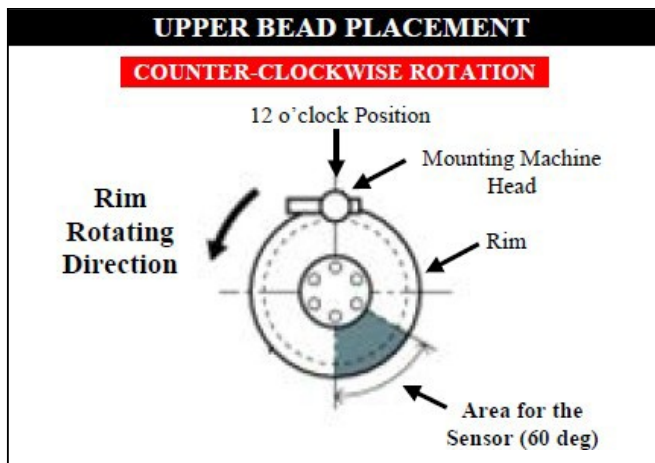 UPPER BEAD PLACEMENT
COUNTER-CLOCKWISE ROTATION
12 o’clock Position
Mounting Machine
Head
Rim
Rotating
Direction
Rim
Area for the
Sensor (60 deg)